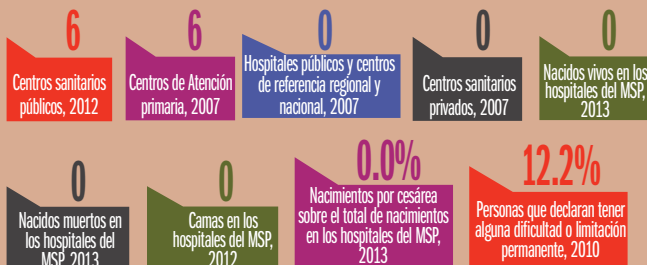 6
Centros sanitarios
públicos, 2012
6
Centros de Atención
primaria, 2007
0
Hospitales públicos y centros
de referencia regional y
nacional, 2007
0
Centros sanitarios
privados, 2007
0
Nacidos vivos en los
hospitales del MSP,
2013
0
Nacidos muertos en
los hospitales del
MSP, 2013
0
Camas en los
hospitales del MSP,
2012
0.0%
Nacimientos por cesárea
sobre el total de nacimientos
en los hospitales del MSP,
2013
12.2%
Personas que declaran tener
alguna dificultad o limitación
permanente, 2010